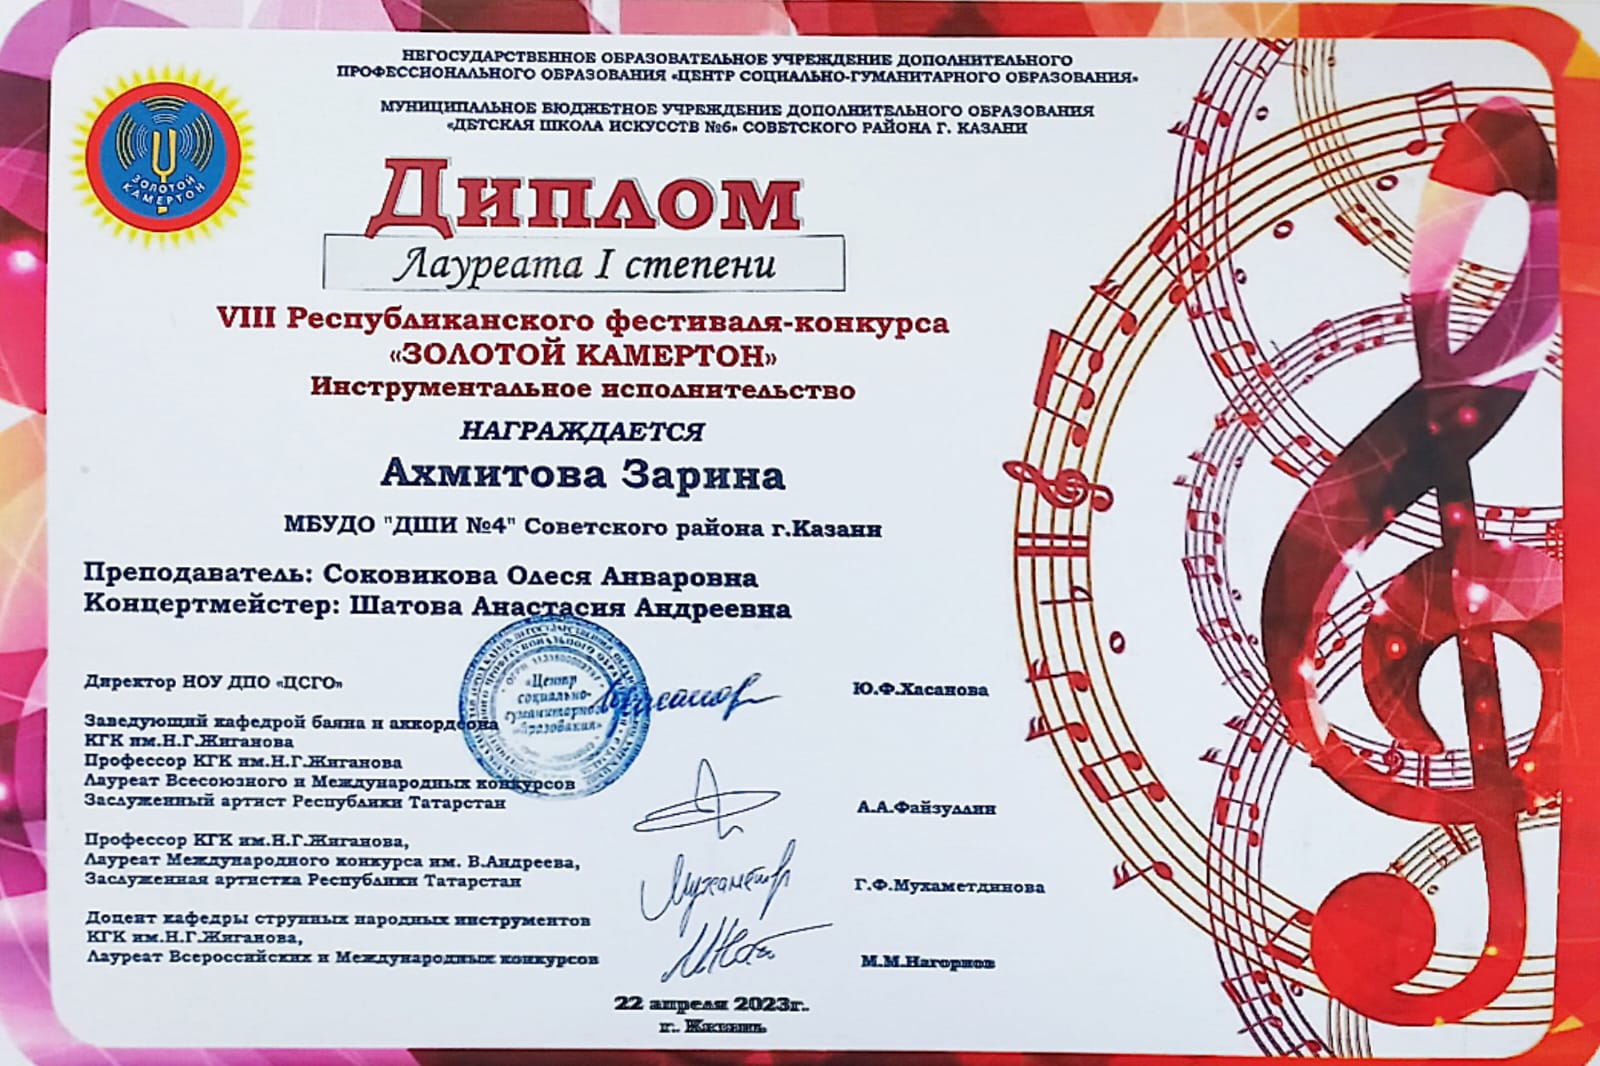 НЕГОСУДАРСТВЕННОЕ ОБРАЗОВАТЕЛЬНОЕ УЧРЕЖДЕНИЕ ДОПОЛНИТЕЛЬНОГО
ПРОФЕССИОНАЛЬНОГО ОБРАЗОВАНИЯ «ЦЕНТР СОЦИАЛЬНО-ГУМАНИТАРНОГО ОБРАЗОВАНИЯ»
МУНИЦИПАЛЬНОЕ БЮДЖЕТНОЕ УЧРЕЖДЕНИЕ ДОПОЛНИТЕЛЬНОГО ОБРАЗОВАНИЯ
«ДЕТСКАЯ ШКОЛА ИСКУССТВ №6» СОВЕТСКОГО РАЙОНА Г. КАЗАНИ
ЗОЛОТОЙ
КАМЕРТОН
ДИПЛОМ
Лауреата I степени
VIII Республиканского фестиваля-конкурса
«ЗОЛОТОЙ КАМЕРТОН»
Инструментальное исполнительство
НАГРАЖДАЕТСЯ
Ахмитова Зарина
МБУДО "ДШИ №4" Советского района г.Казани
Преподаватель: Соковикова Олеся Анваровна
Концертмейстер: Шатова Анастасия Андреевна
«Центр
социально-
гуманитарного
образования»
Директор НОУ ДПО «ЦСГО» Ю.Ф.Хасанова
Заведующий кафедрой баяна и аккордеона
КГК им.Н.Г.Жиганова
Профессор КГК им.Н.Г.Жиганова
Лауреат Всесоюзного и Международных конкурсов
Заслуженный артист Республики Татарстан А.А.Файзуллин
Профессор КГК им.Н.Г.Жиганова,
Лауреат Международного конкурса им. В.Андреева,
Заслуженная артистка Республики Татарстан Г.Ф.Мухаметдинова
Доцент кафедры струнных народных инструментов
КГК им.Н.Г.Жиганова,
Лауреат Всероссийских и Международных конкурсов М.М.Нагорнов
22 апреля 2023г.
г. Казань